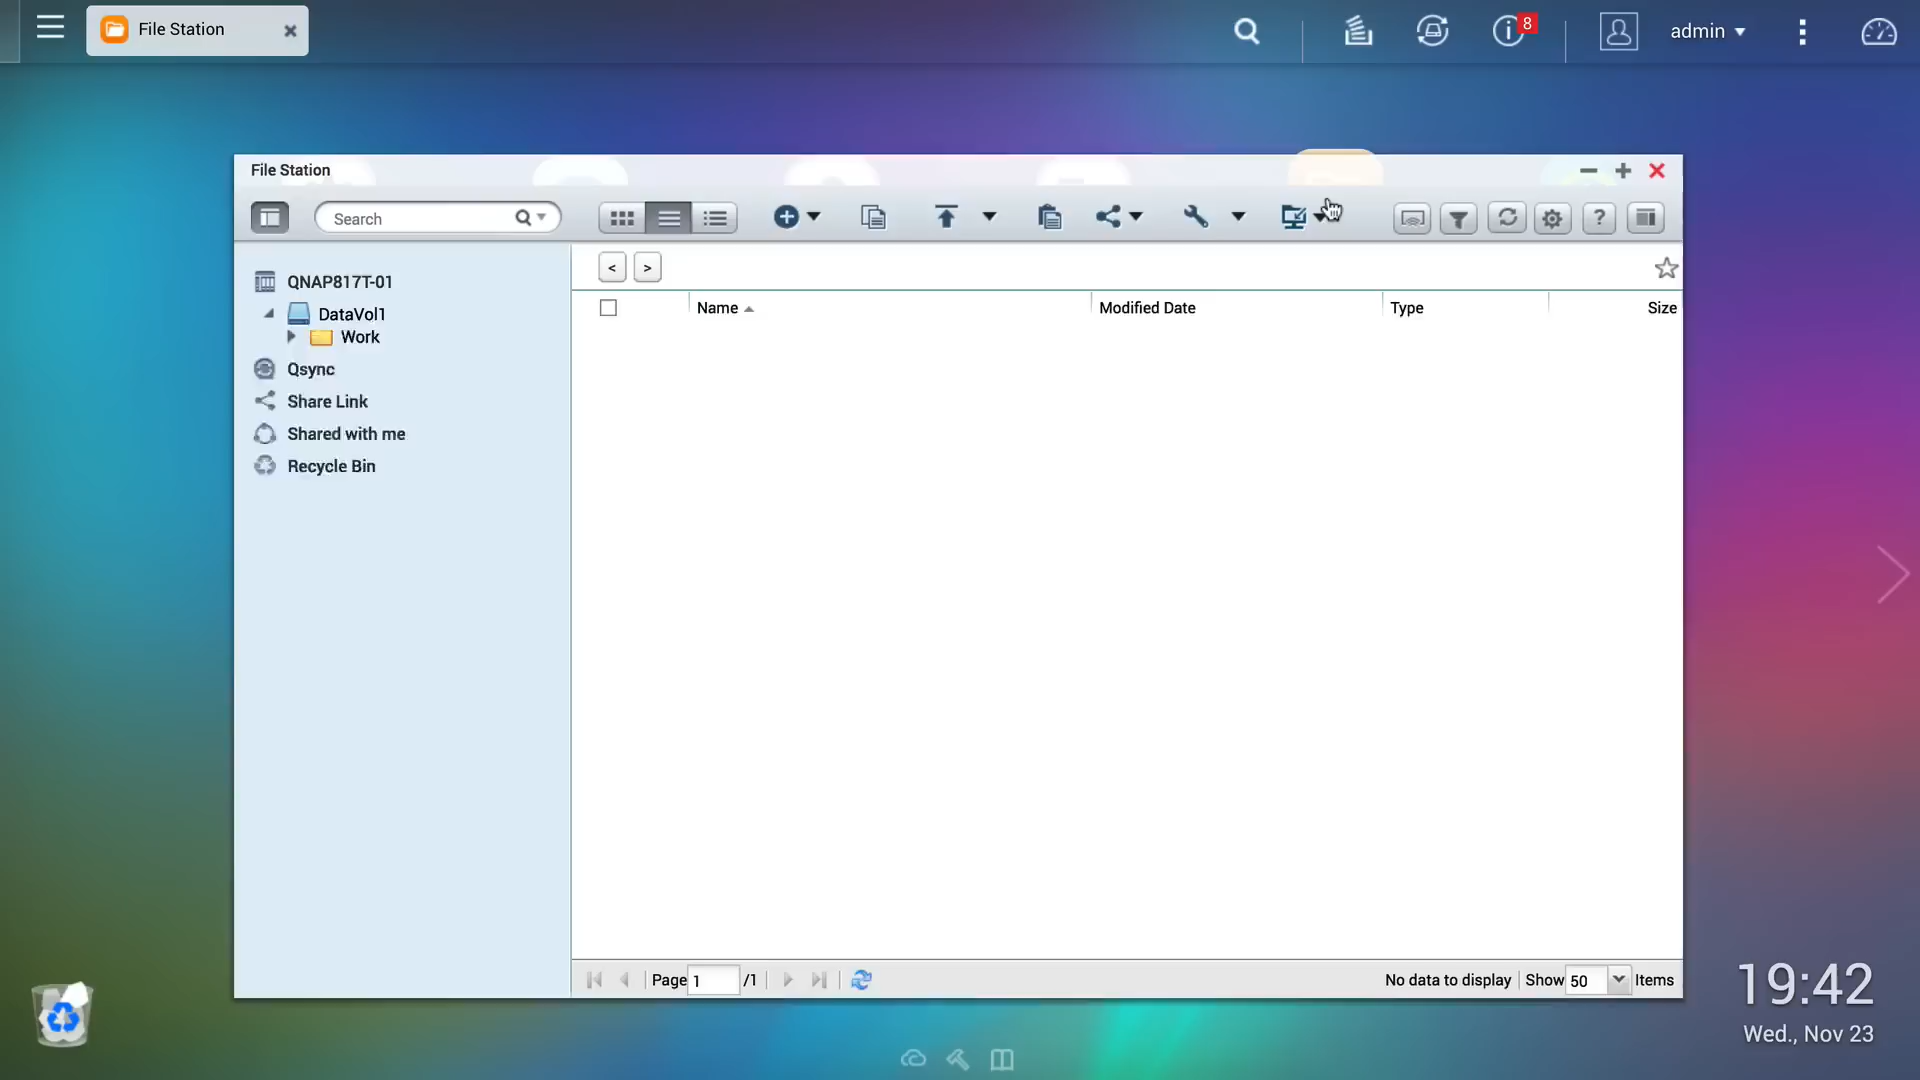 File Station
8
admin
File Station
Search
?
QNAP817T-01
DataVol1
Work
Qsync
Share Link
Shared with me
Recycle Bin
< >
Name Modified Date Type Size
Page 1 /1 No data to display Show 50 Items
19:42
Wed., Nov 23